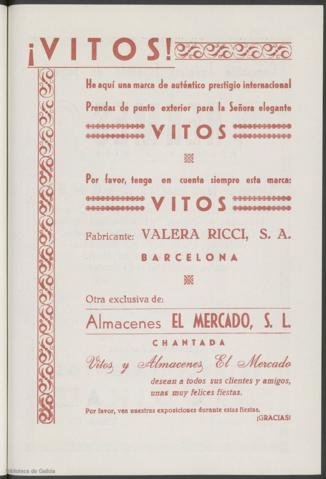 ¡VITOS!
He aquí una marca de auténtico prestigio internacional
Prendas de punto exterior para la Señora elegante
VITOS
Por favor, tenga en cuenta siempre esta marca:
VITOS
Fabricante: VALERA RICCI, S. A.
BARCELONA
Otra exclusiva de:
Almacenes EL MERCADO, S. L.
CHANTADA
Vitos y Almacenes El Mercado
desean a todos sus clientes y amigos,
unas muy felices fiestas.
Por favor, vea nuestras exposiciones durante estas fiestas.
¡GRACIAS!
Biblioteca de Galicia